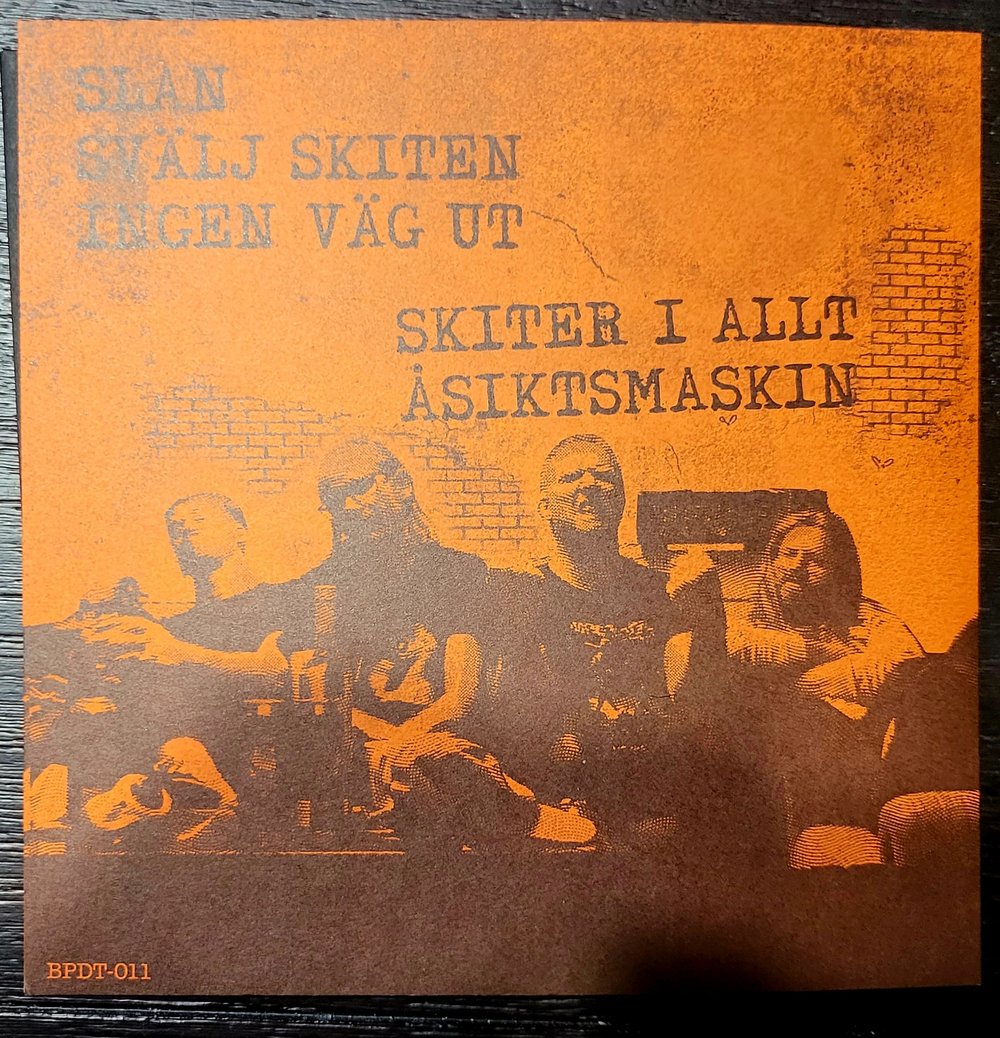 SLAN
SVÄLJ SKITEN
INGEN VÄG UT
SKITER I ALLT
ÅSIKTSMASKIN
BPDT-011